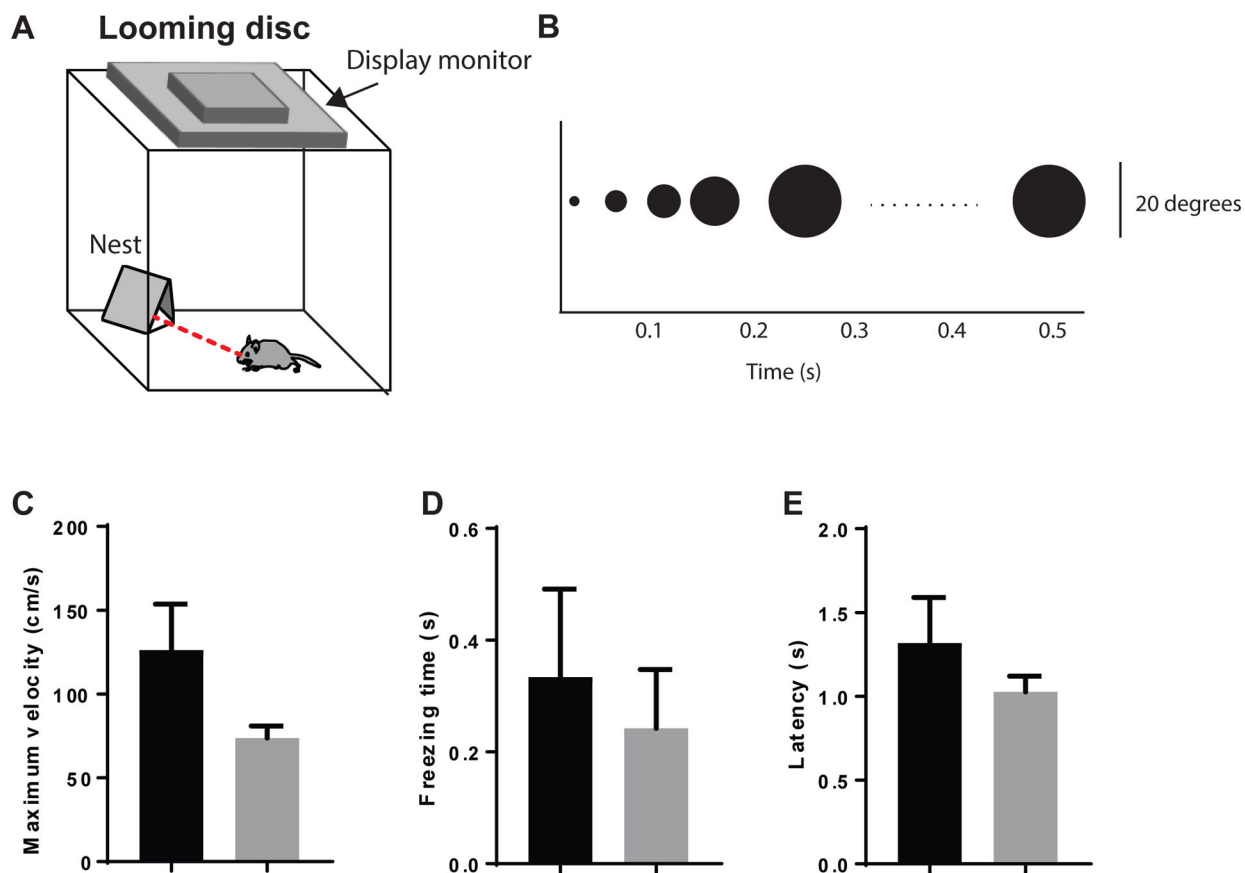 A
Looming disc
Display monitor
Nest
B
20 degrees
0.1 0.2 0.3 0.4 0.5
Time (s)
C
Maximum velocity (cm/s)
200
150
100
50
0
D
Freezing time (s)
0.6
0.4
0.2
0.0
E
Latency (s)
2.0
1.5
1.0
0.5
0.0